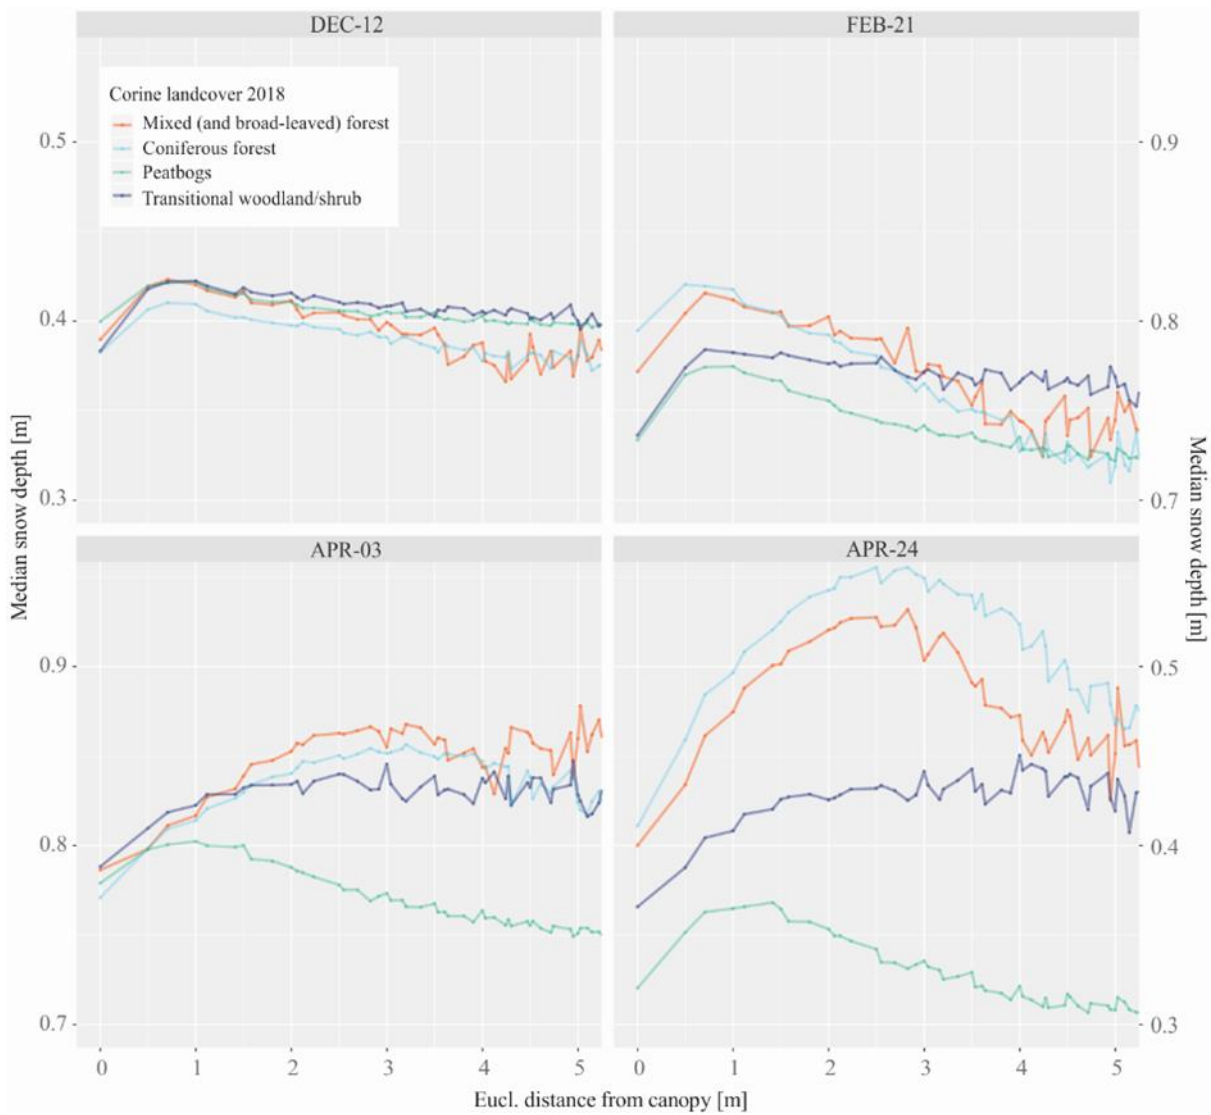 DEC-12
FEB-21
Corine landcover 2018
Mixed (and broad-leaved) forest
Coniferous forest
Peatbogs
Transitional woodland/shrub
0.5
0.4
0.3
0.9
0.8
0.7
Median snow depth [m]
Median snow depth [m]
APR-03
APR-24
0.9
0.8
0.7
0.5
0.4
0.3
0 1 2 3 4 5
0 1 2 3 4 5
Eucl. distance from canopy [m]